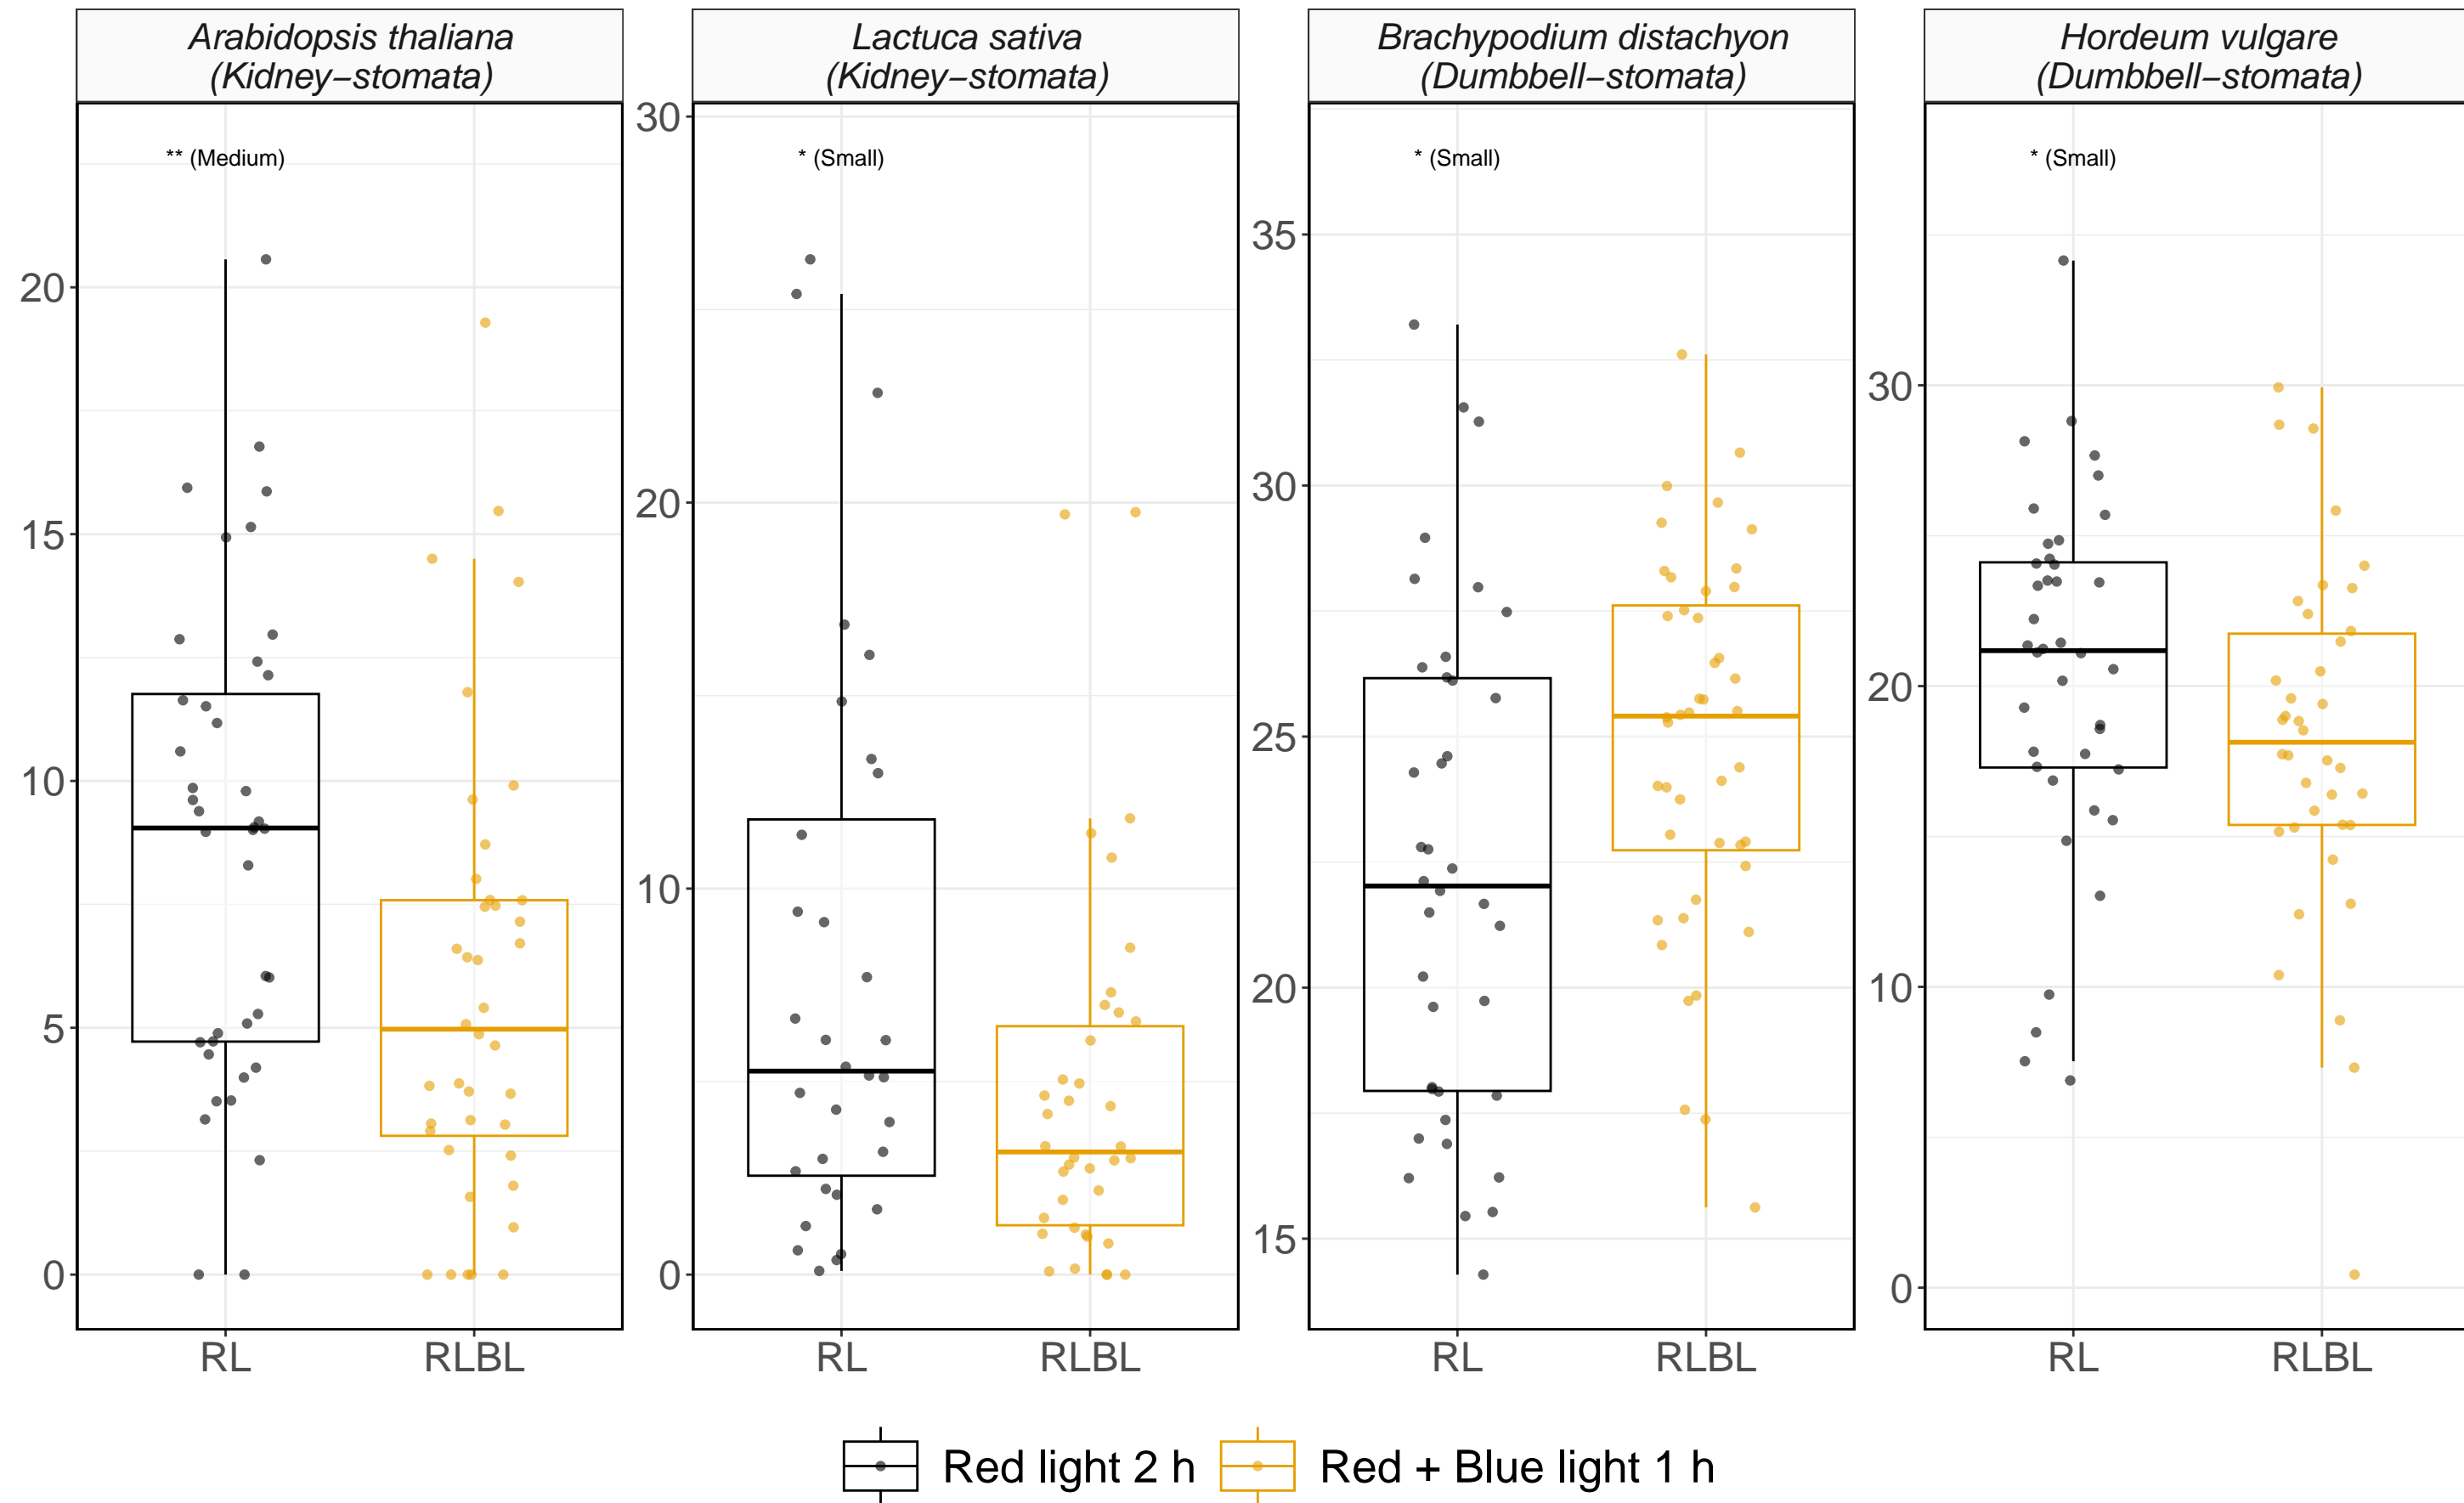 Arabidopsis thaliana
(Kidney−stomata)
Lactuca sativa
(Kidney−stomata)
Brachypodium distachyon
(Dumbbell−stomata)
Hordeum vulgare
(Dumbbell−stomata)
** (Medium)
* (Small)
* (Small)
* (Small)
20
15
10
5
0
30
20
10
0
35
30
25
20
15
30
20
10
0
RL
RLBL
RL
RLBL
RL
RLBL
RL
RLBL
Red light 2 h
Red + Blue light 1 h